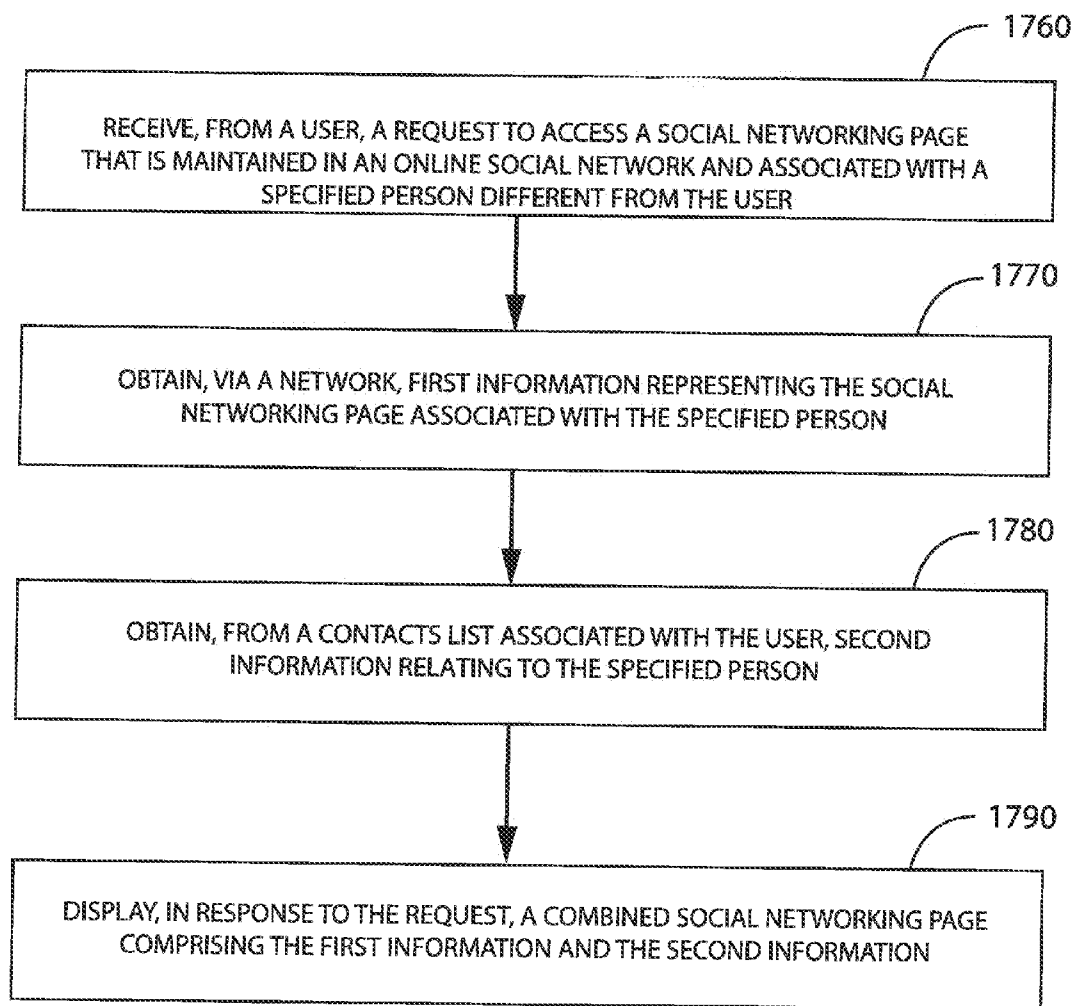 1760
RECEIVE, FROM A USER, A REQUEST TO ACCESS A SOCIAL NETWORKING PAGE
THAT IS MAINTAINED IN AN ONLINE SOCIAL NETWORK AND ASSOCIATED WITH A
SPECIFIED PERSON DIFFERENT FROM THE USER
1770
OBTAIN, VIA A NETWORK, FIRST INFORMATION REPRESENTING THE SOCIAL
NETWORKING PAGE ASSOCIATED WITH THE SPECIFIED PERSON
1780
OBTAIN, FROM A CONTACTS LIST ASSOCIATED WITH THE USER, SECOND
INFORMATION RELATING TO THE SPECIFIED PERSON
1790
DISPLAY, IN RESPONSE TO THE REQUEST, A COMBINED SOCIAL NETWORKING PAGE
COMPRISING THE FIRST INFORMATION AND THE SECOND INFORMATION